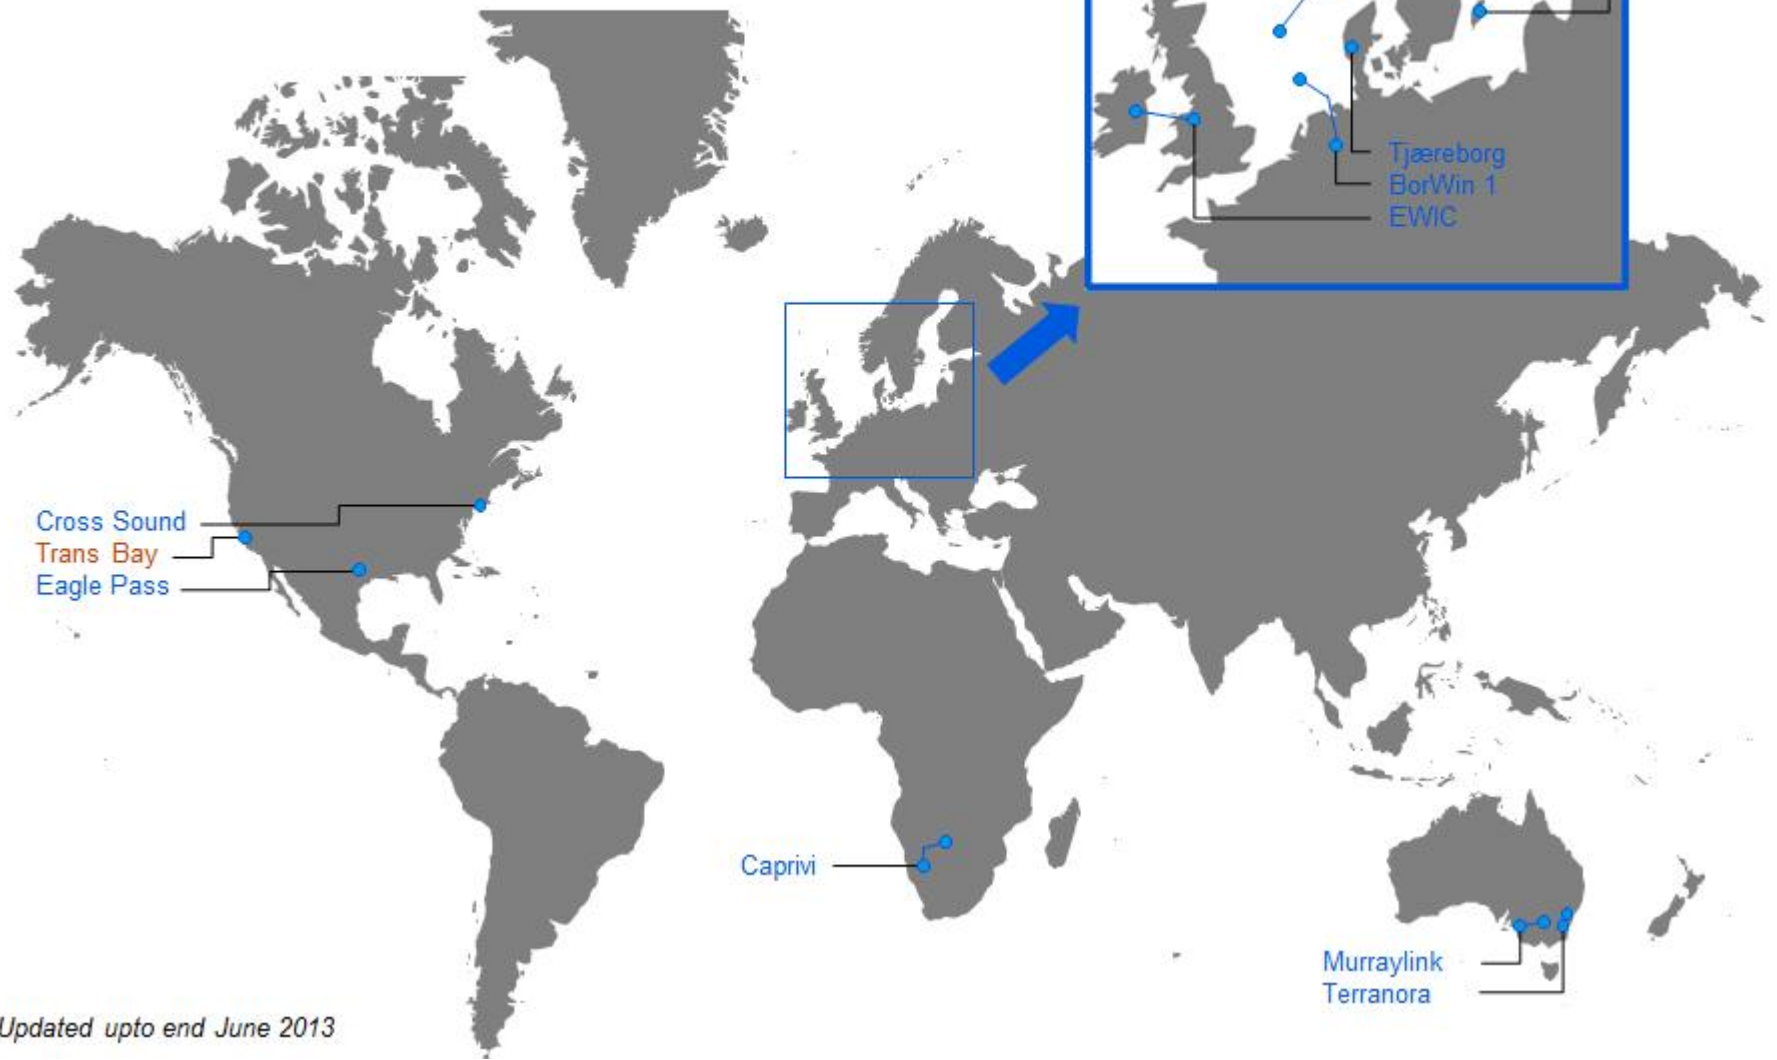 Tjæreborg
BorWin 1
EWIC
Cross Sound
Trans Bay
Eagle Pass
Caprivi
Murraylink
Terranora
Updated upto end June 2013